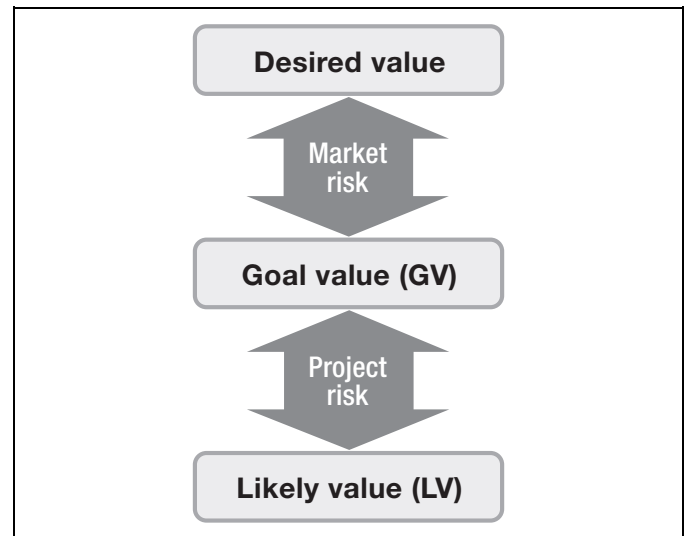 Desired value
Market
risk
Goal value (GV)
Project
risk
Likely value (LV)